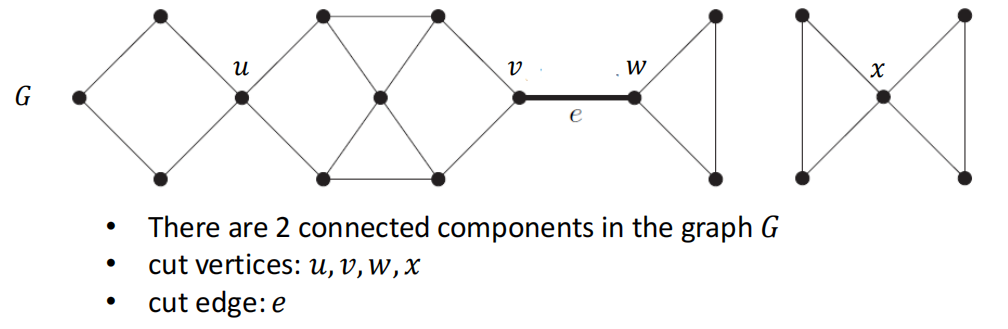 u
v
w
x
G
e
• There are 2 connected components in the graph G
• cut vertices: u, v, w, x
• cut edge: e